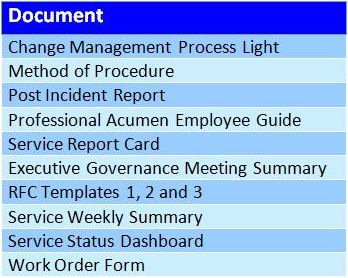 Document
Change Management Process Light
Method of Procedure
Post Incident Report
Professional Acumen Employee Guide
Service Report Card
Executive Governance Meeting Summary
RFC Templates 1, 2 and 3
Service Weekly Summary
Service Status Dashboard
Work Order Form